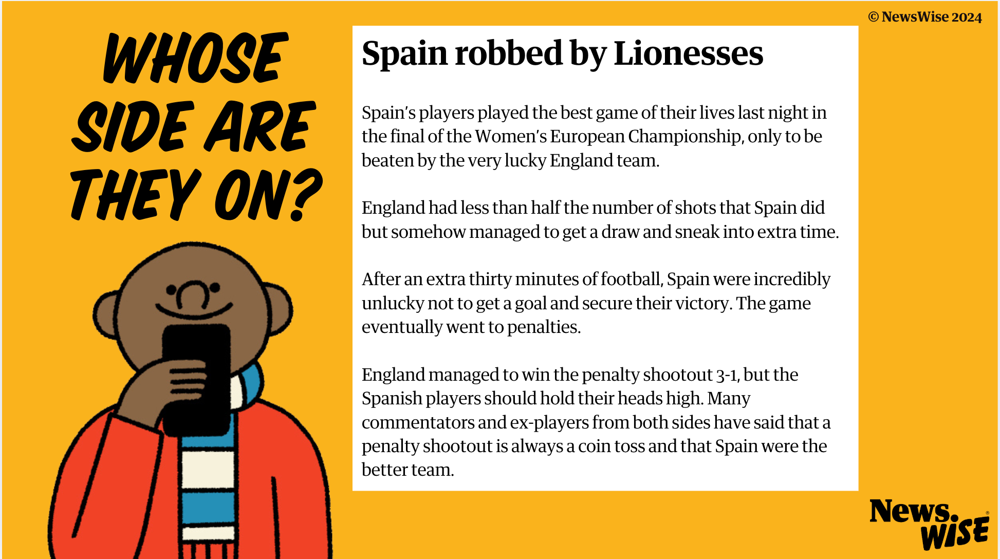 © NewsWise 2024
WHOSE
SIDE ARE
THEY ON?
Spain robbed by Lionesses
Spain’s players played the best game of their lives last night in
the final of the Women’s European Championship, only to be
beaten by the very lucky England team.
England had less than half the number of shots that Spain did
but somehow managed to get a draw and sneak into extra time.
After an extra thirty minutes of football, Spain were incredibly
unlucky not to get a goal and secure their victory. The game
eventually went to penalties.
England managed to win the penalty shootout 3-1, but the
Spanish players should hold their heads high. Many
commentators and ex-players from both sides have said that a
penalty shootout is always a coin toss and that Spain were the
better team.
News.
WISE®